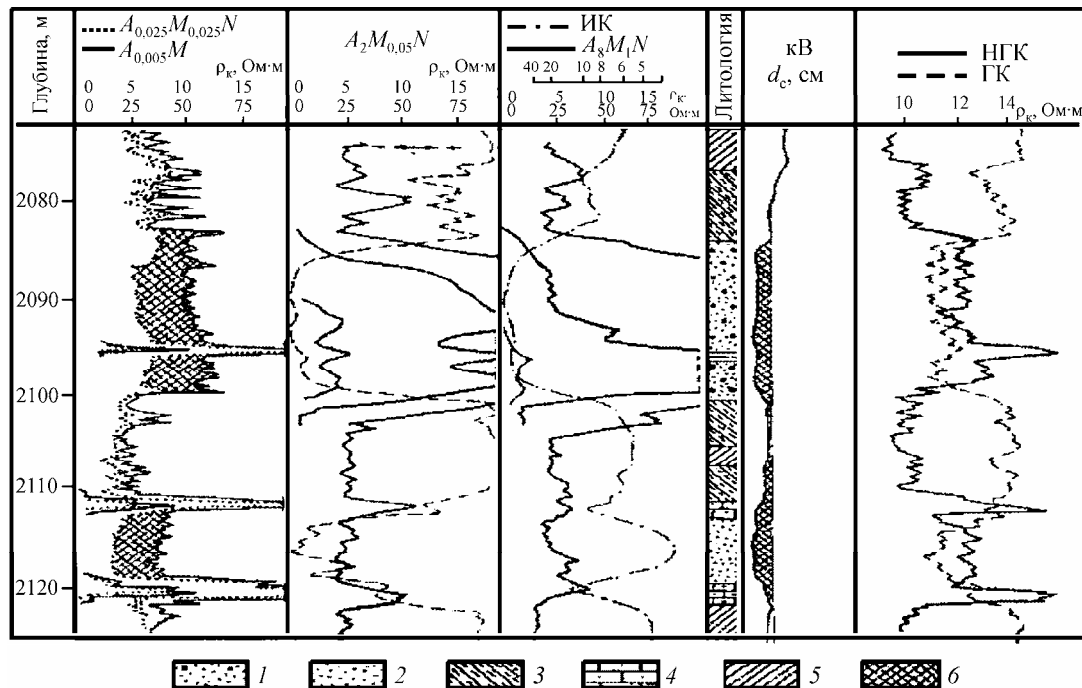 Глубина, м
A0,025M0,025N
A0,005M
ρк, Ом·м
0 5 10 15
0 25 50 Ом·м
A2M0,05N
ρк, Ом·м
0 5 10 15
0 25 50 75
ИК
A8M1N
40 20 10 8 6 5
0 5 10 15 ρк,
0 25 50 75 Ом·м
Литология
кВ
dс, см
НГК
ГК
10 12 14 ρк, Ом·м
2080
2090
2100
2110
2120
1 2 3 4 5 6